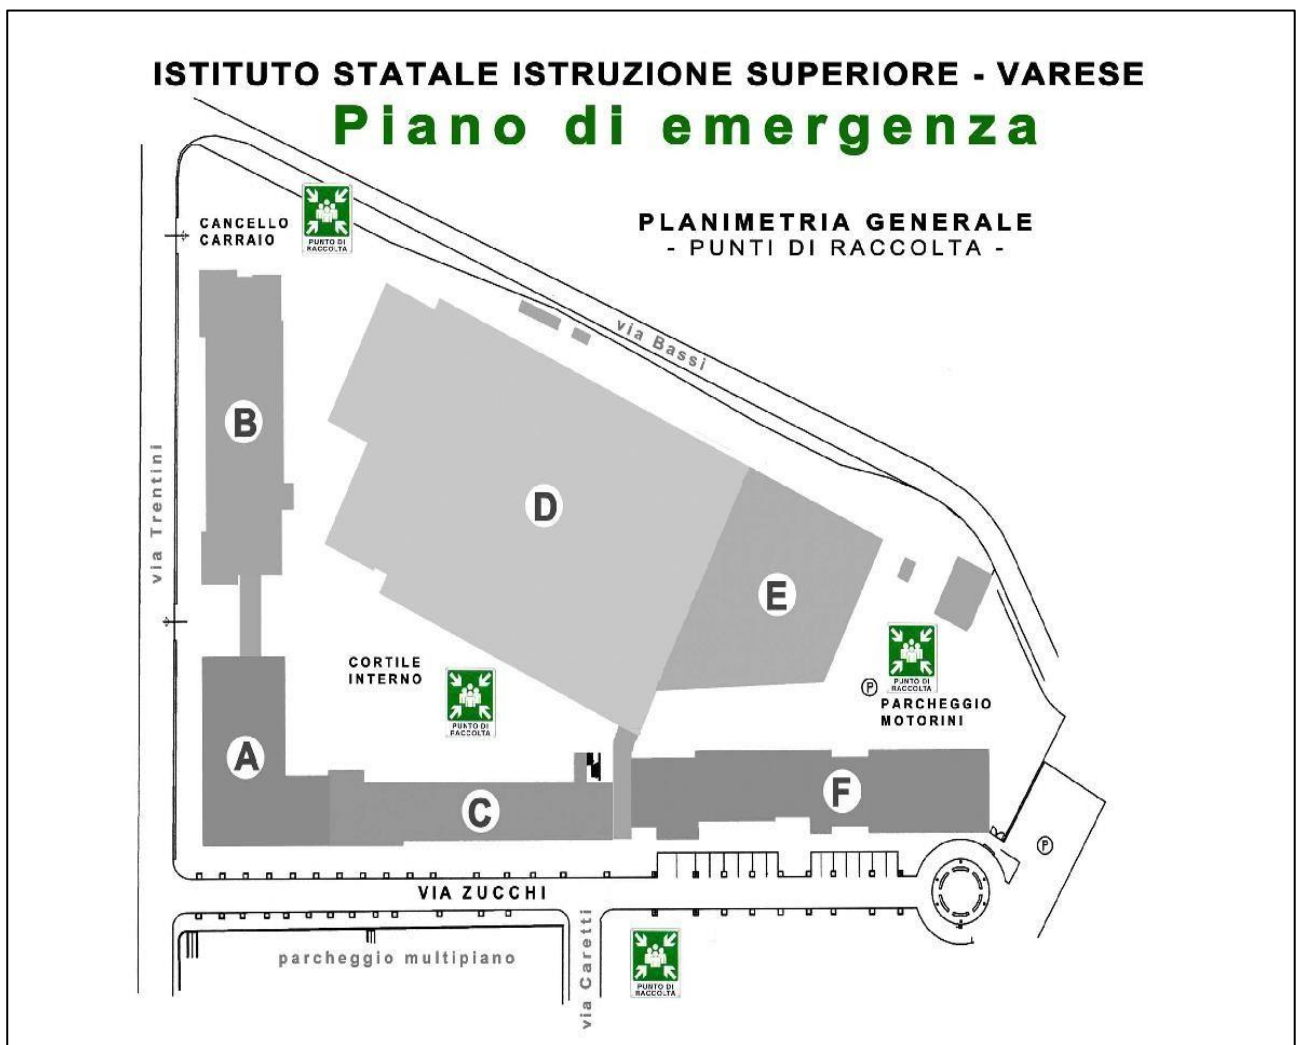 ISTITUTO STATALE ISTRUZIONE SUPERIORE - VARESE
Piano di emergenza
PLANIMETRIA GENERALE
- PUNTI DI RACCOLTA -
CANCELLO
CARRAIO
PUNTO DI
RACCOLTA
via Bassi
B
via Trentini
D
E
CORTILE
INTERNO
PUNTO DI
RACCOLTA
PUNTO DI
RACCOLTA
P
PARCHEGGIO
MOTORINI
A
C
F
P
VIA ZUCCHI
parcheggio multipiano
via Caretti
PUNTO DI
RACCOLTA